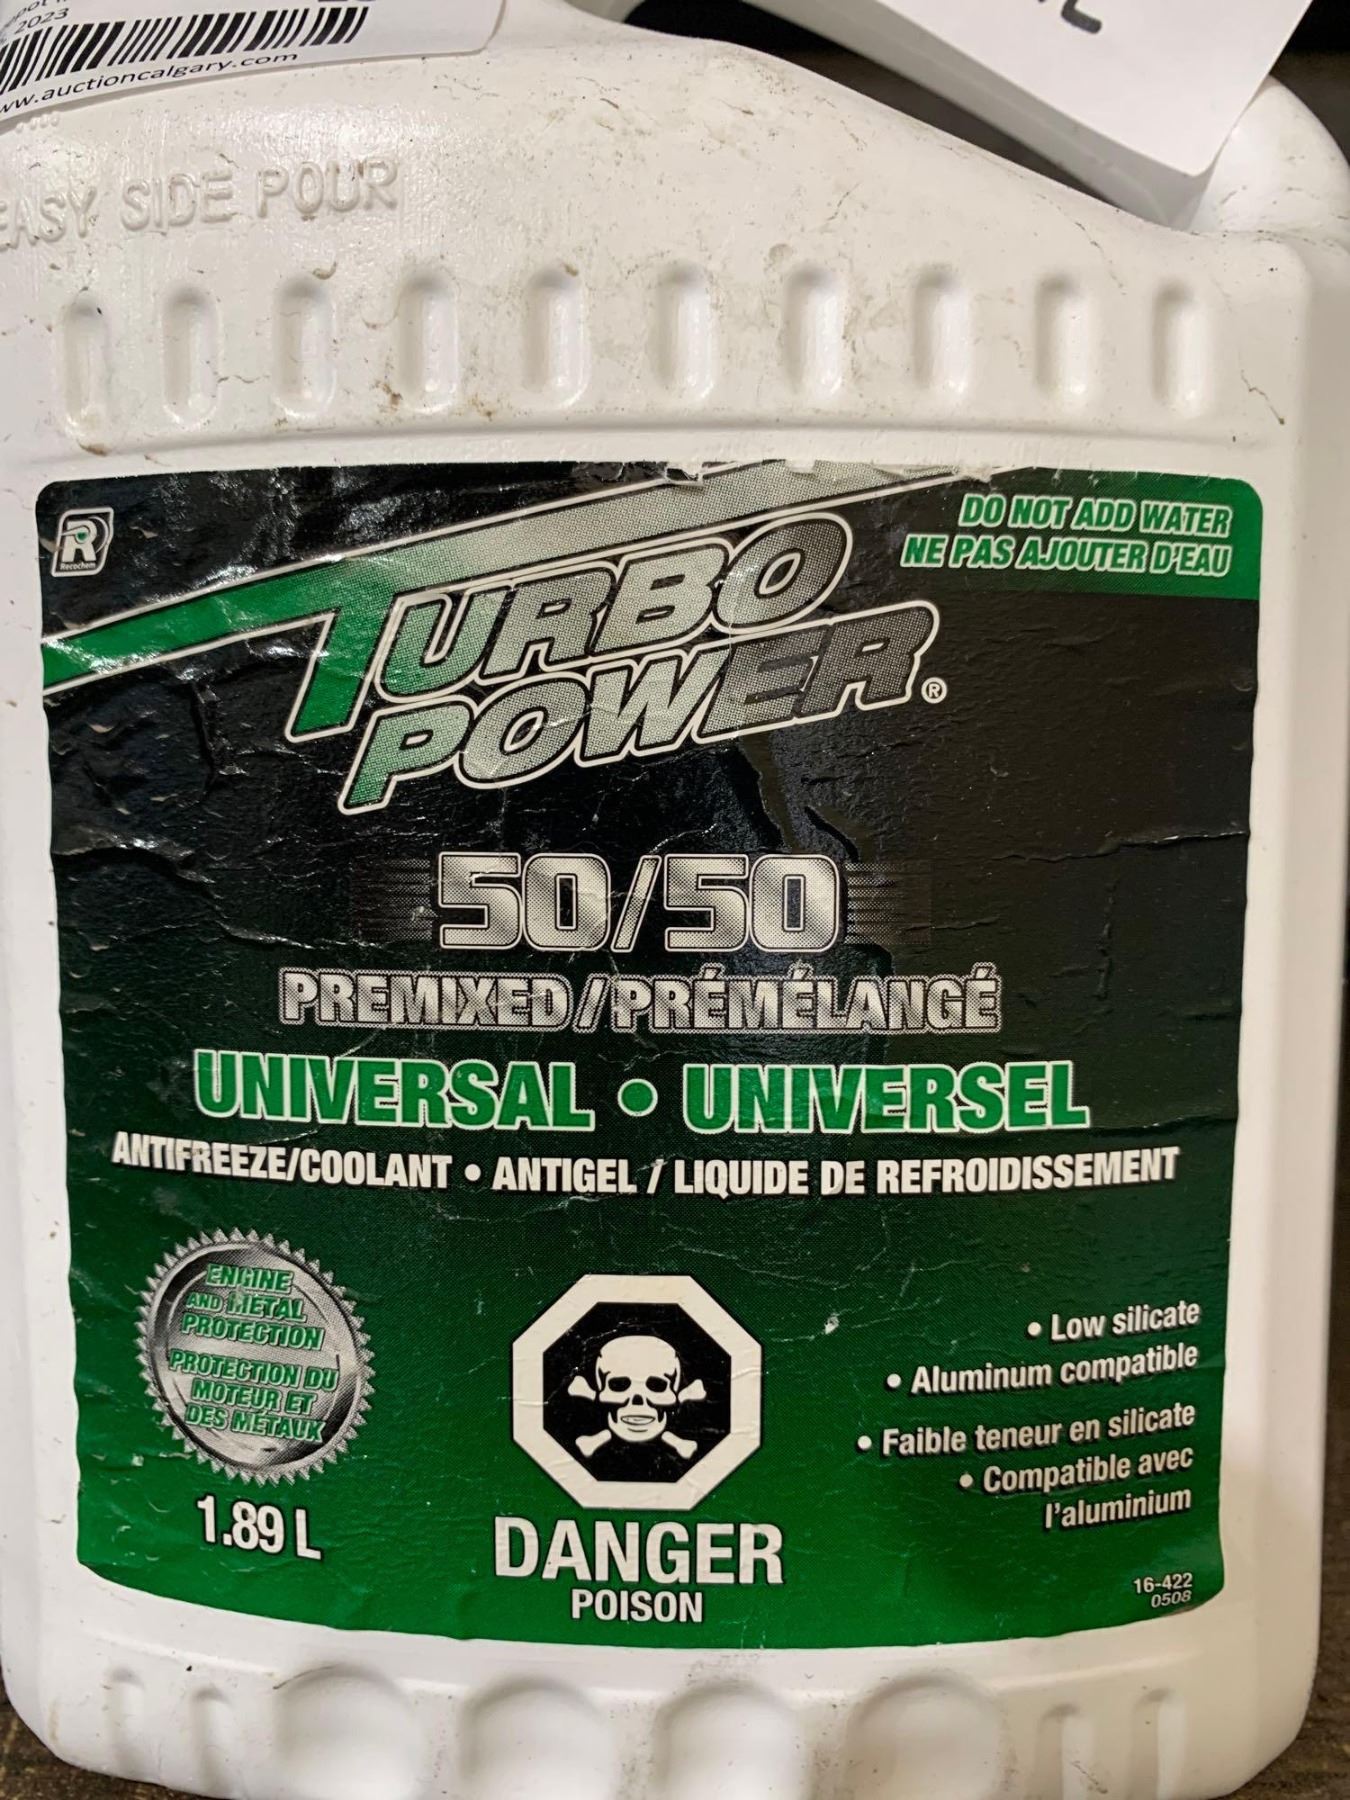 2023
www.auctioncalgary.com
EASY SIDE POUR
R
Recochem
DO NOT ADD WATER
NE PAS AJOUTER D'EAU
TURBO
POWER®
50/50
PREMIXED / PRÉMÉLANGÉ
UNIVERSAL • UNIVERSEL
ANTIFREEZE/COOLANT • ANTIGEL / LIQUIDE DE REFROIDISSEMENT
ENGINE
AND METAL
PROTECTION
PROTECTION DU
MOTEUR ET
DES MÉTAUX
1.89 L
DANGER
POISON
• Low silicate
• Aluminum compatible
• Faible teneur en silicate
• Compatible avec
l'aluminium
16-422
0508